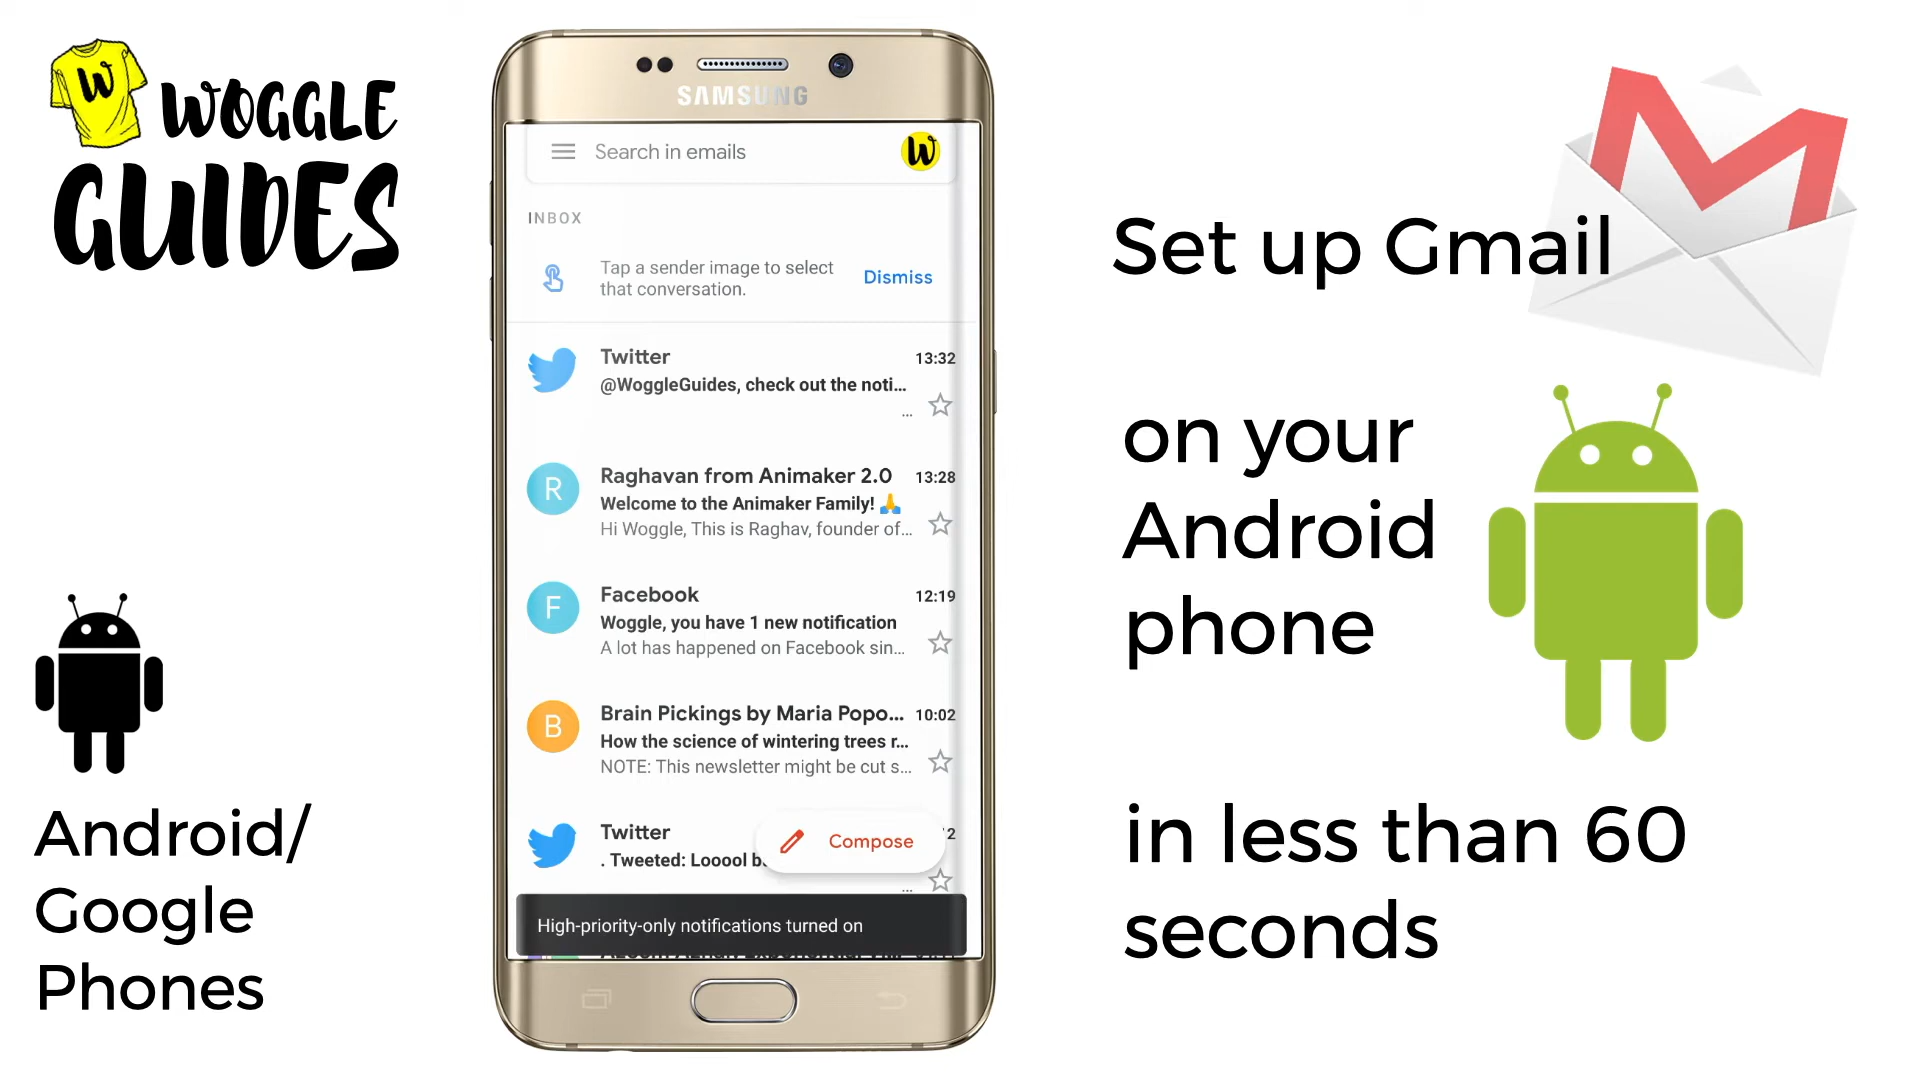 W
WOGGLE
GUIDES
SAMSUNG
Search in emails
W
INBOX
Tap a sender image to select
that conversation.
Dismiss
Twitter
13:32
@WoggleGuides, check out the noti...
...
R
Raghavan from Animaker 2.0
13:28
Welcome to the Animaker Family! 🙏
Hi Woggle, This is Raghav, founder of...
F
Facebook
12:19
Woggle, you have 1 new notification
A lot has happened on Facebook sin...
B
Brain Pickings by Maria Popo...
10:02
How the science of wintering trees r...
NOTE: This newsletter might be cut s...
Twitter
. Tweeted: Looool
...
Compose
High-priority-only notifications turned on
Set up Gmail
on your
Android
phone
in less than 60
seconds
Android/
Google
Phones